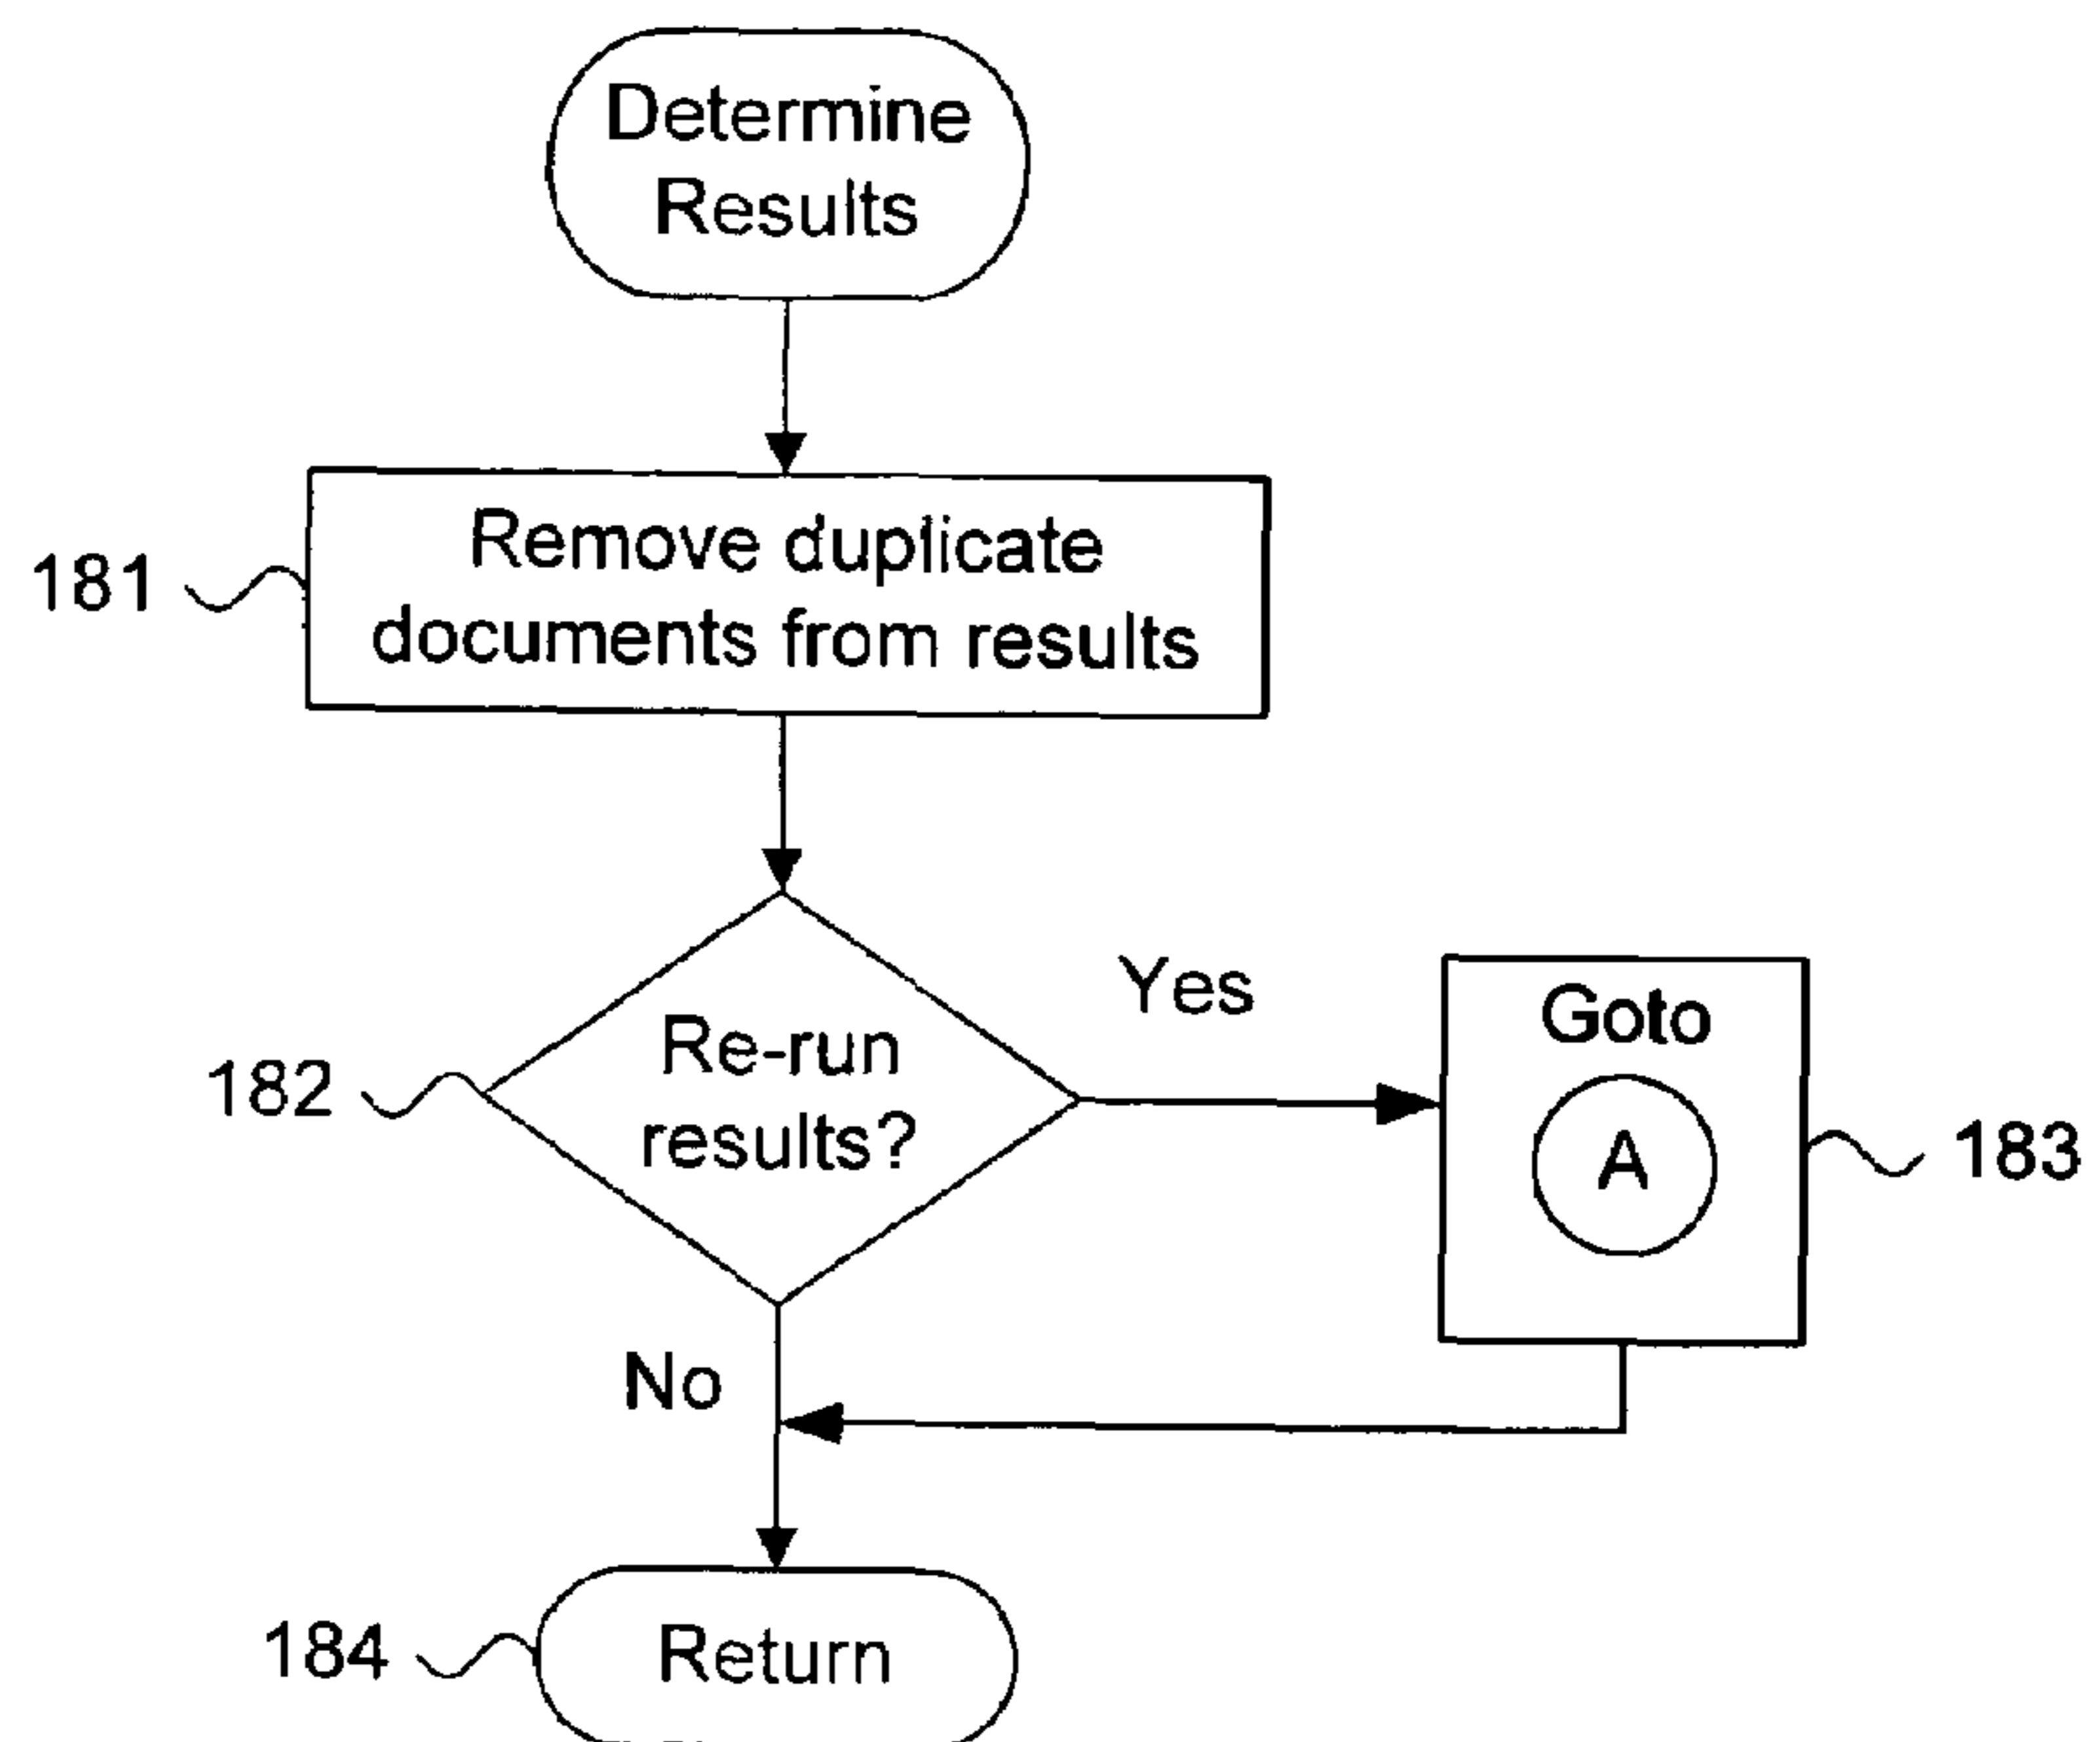 Determine
Results
181
Remove duplicate
documents from results
182
Re-run
results?
Yes
Goto
A
183
No
184
Return